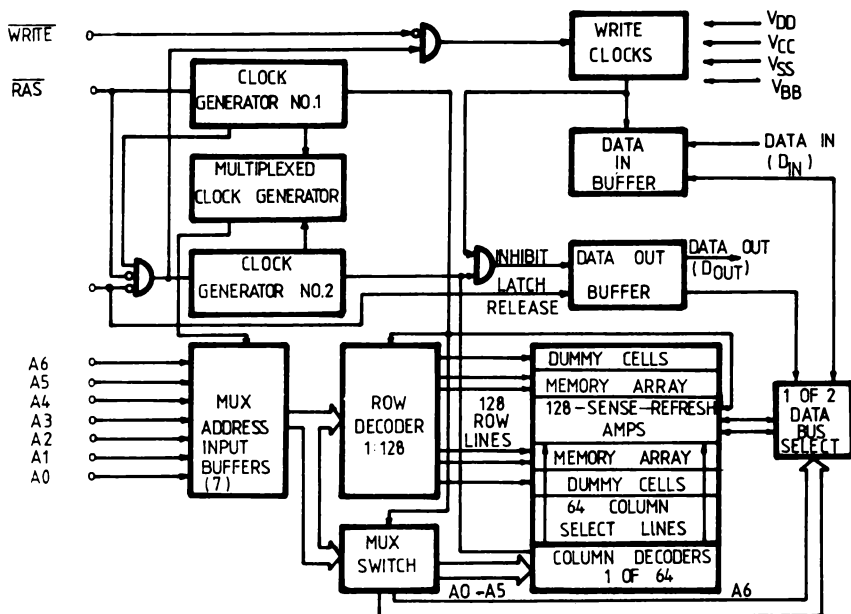 WRITE
RAS
CLOCK
GENERATOR NO.1
MULTIPLEXED
CLOCK GENERATOR
CLOCK
GENERATOR NO.2
WRITE
CLOCKS
VDD
VCC
VSS
VBB
DATA
IN
BUFFER
DATA IN
(DIN)
INHIBIT
LATCH
RELEASE
DATA OUT
BUFFER
DATA OUT
(DOUT)
A6
A5
A4
A3
A2
A1
A0
MUX
ADDRESS
INPUT
BUFFERS
(7)
ROW
DECODER
1:128
128
ROW
LINES
DUMMY CELLS
MEMORY ARRAY
128-SENSE-REFRESH
AMPS
MEMORY ARRAY
DUMMY CELLS
64 COLUMN
SELECT LINES
COLUMN DECODERS
1 OF 64
1 OF 2
DATA
BUS
SELECT
MUX
SWITCH
A0-A5
A6